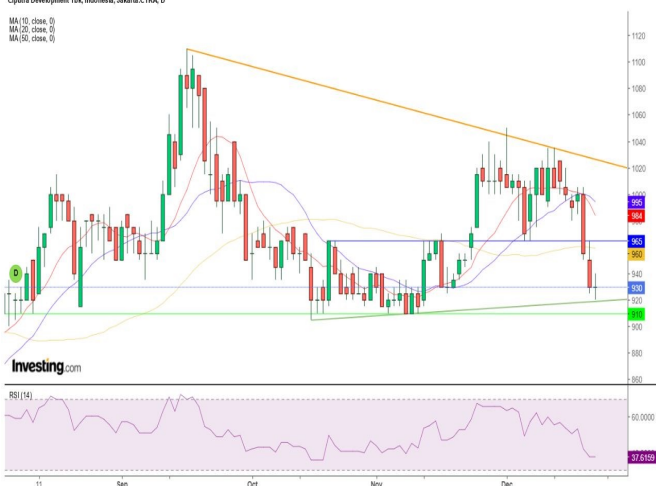 Ciputra Development Tbk, Indonesia, Jakarta:CTRA, D
MA (10, close, 0)
MA (20, close, 0)
MA (50, close, 0)
1120
1100
1080
1060
1040
1020
1000
995
984
965
960
940
930
920
910
900
880
860
D
Investing.com
RSI (14)
60.0000
37.6159
11
Sep
Oct
Nov
Dec